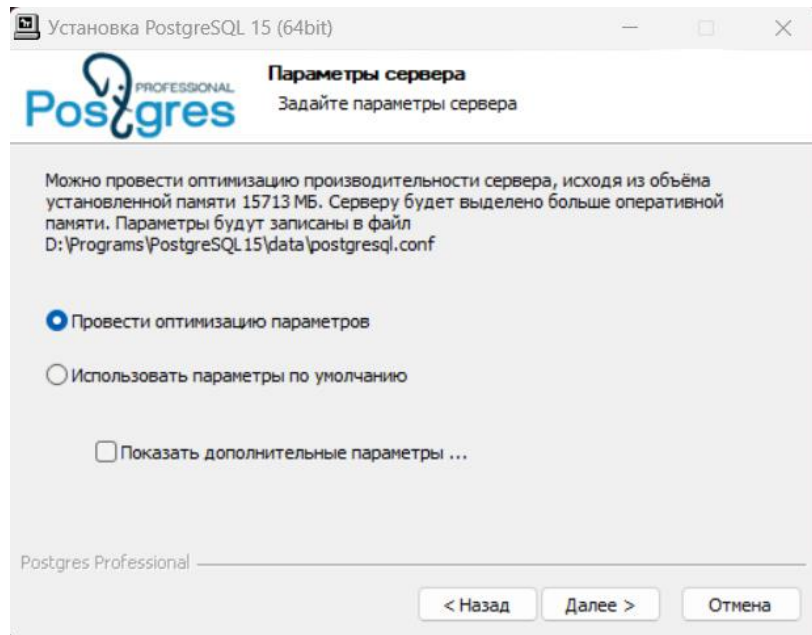 Установка PostgreSQL 15 (64bit)
PROFESSIONAL
Postgres
Параметры сервера
Задайте параметры сервера
Можно провести оптимизацию производительности сервера, исходя из объёма
установленной памяти 15713 МБ. Серверу будет выделено больше оперативной
памяти. Параметры будут записаны в файл
D:\Programs\PostgreSQL15\data\postgresql.conf
Провести оптимизацию параметров
Использовать параметры по умолчанию
Показать дополнительные параметры ...
Postgres Professional
< Назад
Далее >
Отмена